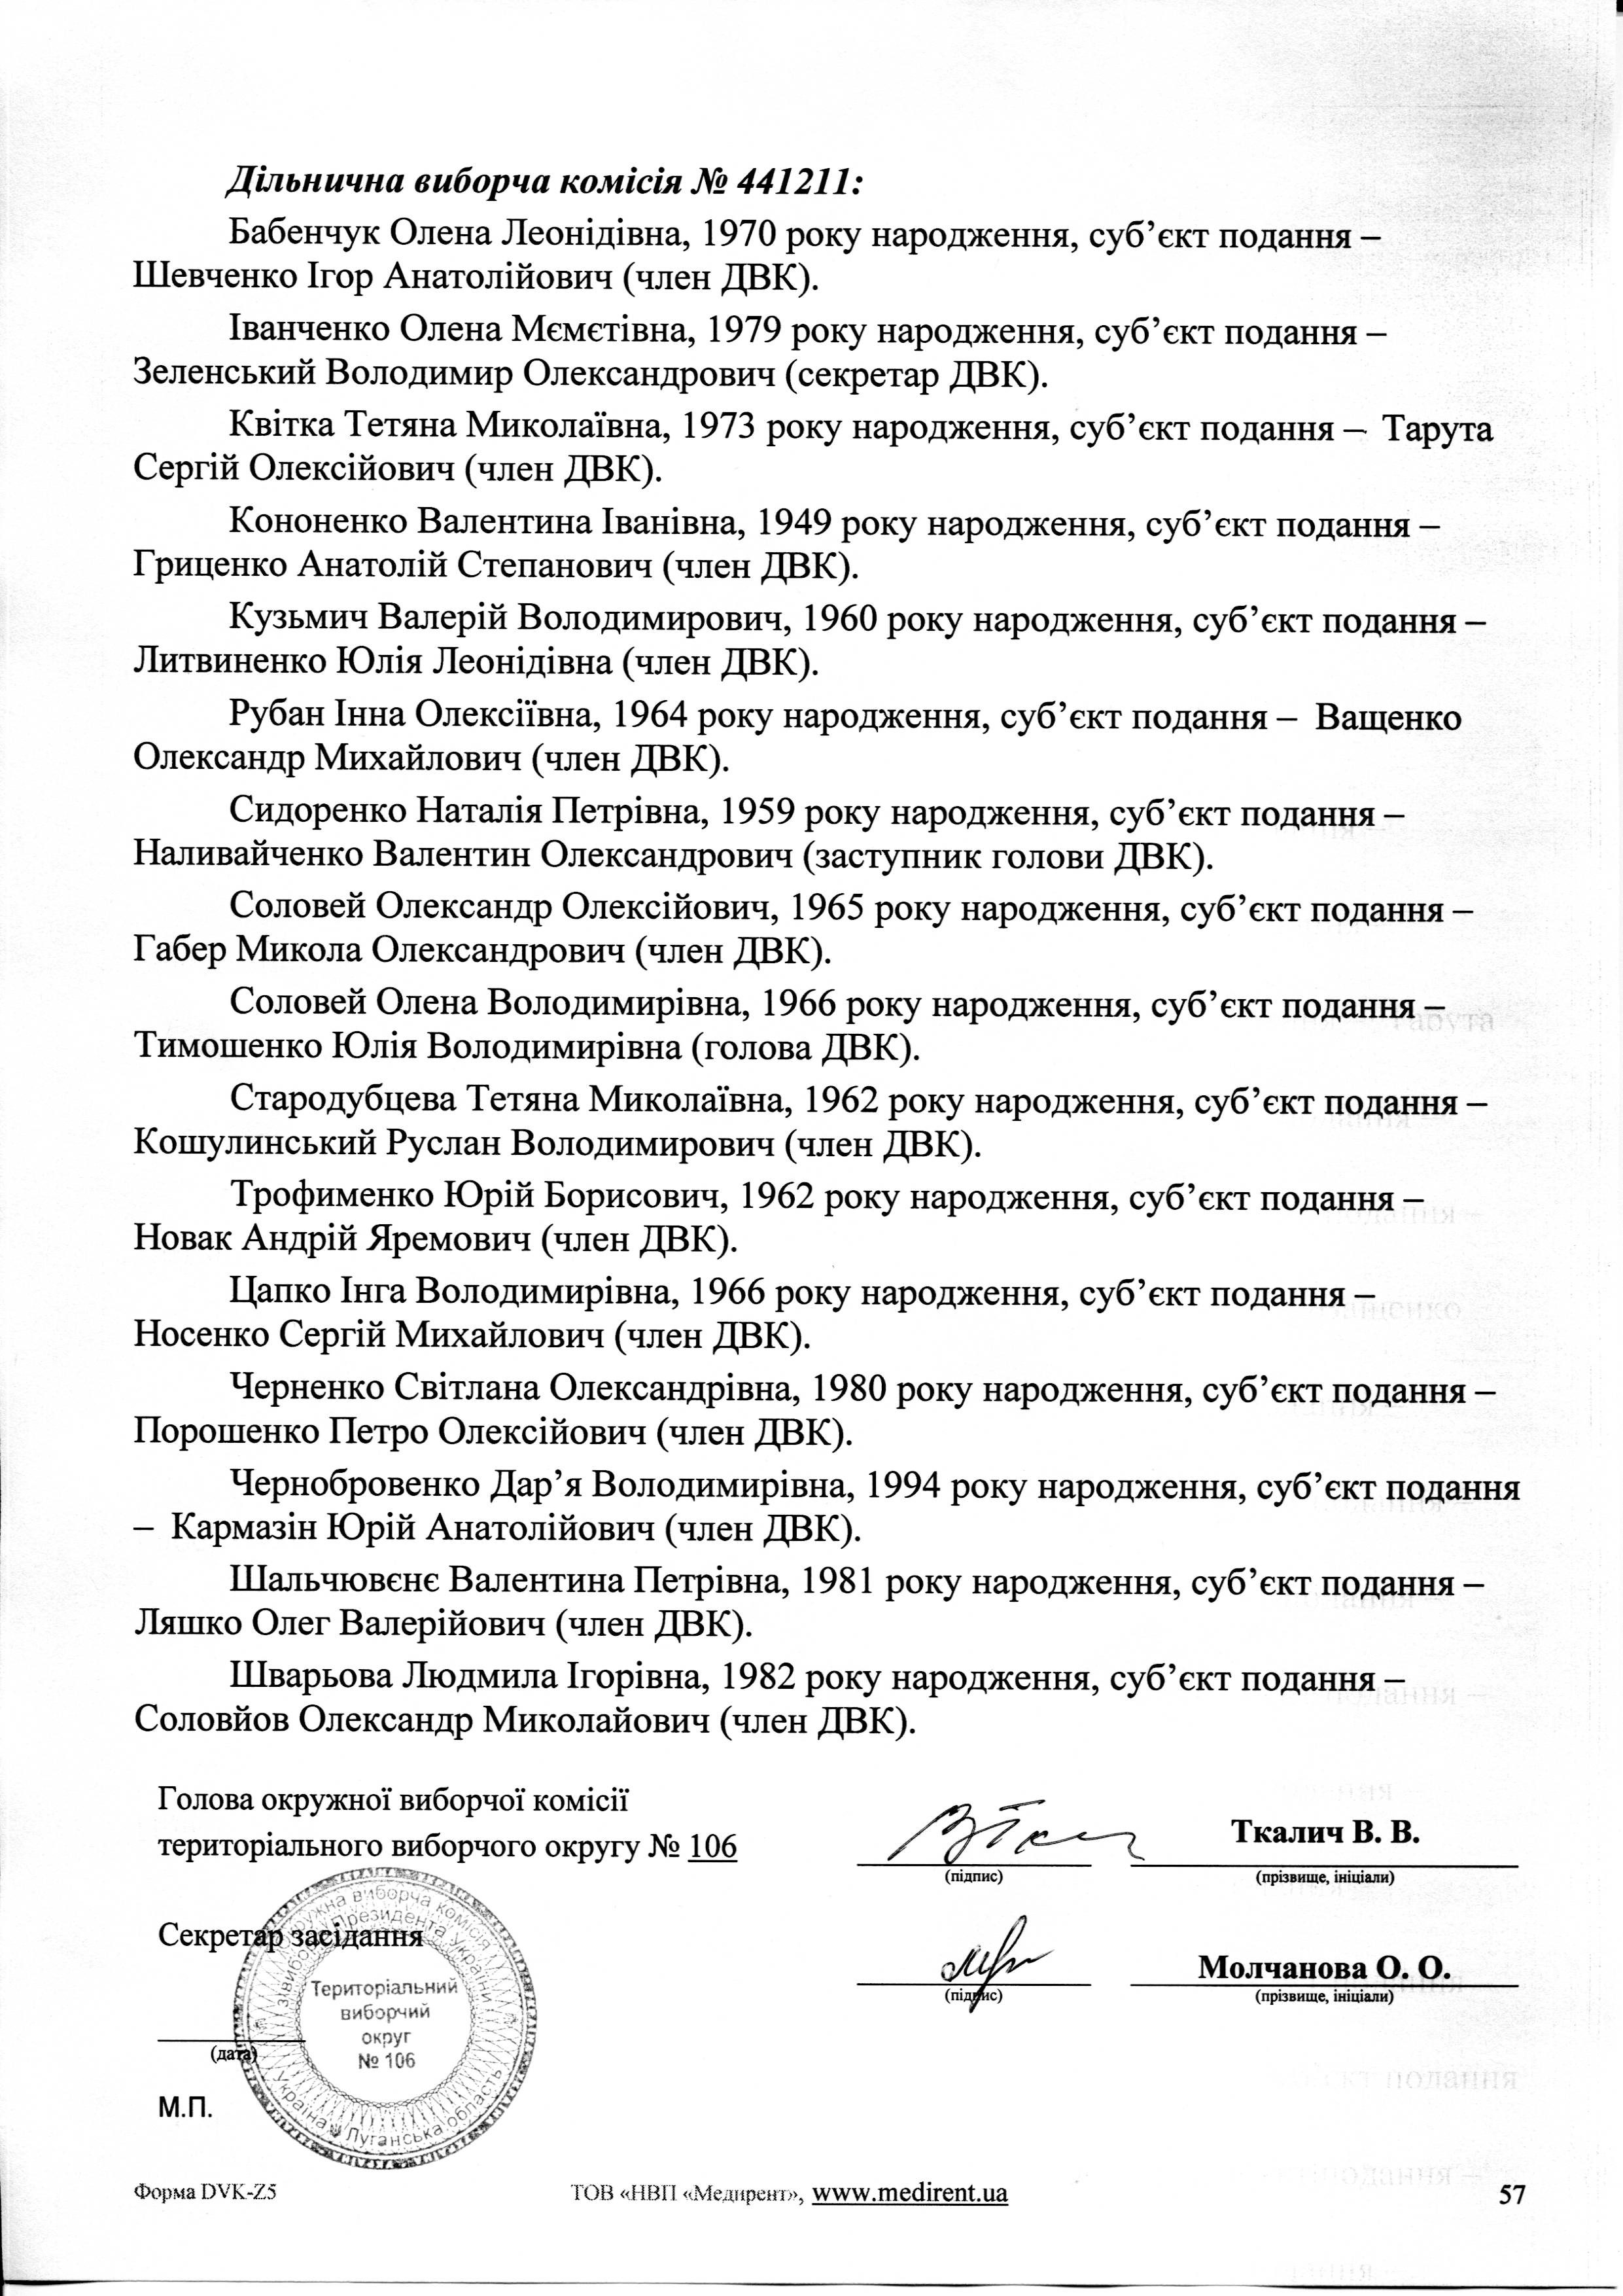 Дільнична виборча комісія № 441211:
Бабенчук Олена Леонідівна, 1970 року народження, суб’єкт подання –
Шевченко Ігор Анатолійович (член ДВК).
Іванченко Олена Мємєтівна, 1979 року народження, суб’єкт подання –
Зеленський Володимир Олександрович (секретар ДВК).
Квітка Тетяна Миколаївна, 1973 року народження, суб’єкт подання – Тарута
Сергій Олексійович (член ДВК).
Кононенко Валентина Іванівна, 1949 року народження, суб’єкт подання –
Гриценко Анатолій Степанович (член ДВК).
Кузьмич Валерій Володимирович, 1960 року народження, суб’єкт подання –
Литвиненко Юлія Леонідівна (член ДВК).
Рубан Інна Олексіївна, 1964 року народження, суб’єкт подання – Ващенко
Олександр Михайлович (член ДВК).
Сидоренко Наталія Петрівна, 1959 року народження, суб’єкт подання –
Наливайченко Валентин Олександрович (заступник голови ДВК).
Соловей Олександр Олексійович, 1965 року народження, суб’єкт подання –
Габер Микола Олександрович (член ДВК).
Соловей Олена Володимирівна, 1966 року народження, суб’єкт подання –
Тимошенко Юлія Володимирівна (голова ДВК).
Стародубцева Тетяна Миколаївна, 1962 року народження, суб’єкт подання –
Кошулинський Руслан Володимирович (член ДВК).
Трофименко Юрій Борисович, 1962 року народження, суб’єкт подання –
Новак Андрій Яремович (член ДВК).
Цапко Інга Володимирівна, 1966 року народження, суб’єкт подання –
Носенко Сергій Михайлович (член ДВК).
Черненко Світлана Олександрівна, 1980 року народження, суб’єкт подання –
Порошенко Петро Олексійович (член ДВК).
Чернобровенко Дар’я Володимирівна, 1994 року народження, суб’єкт подання
– Кармазін Юрій Анатолійович (член ДВК).
Шальчювєнє Валентина Петрівна, 1981 року народження, суб’єкт подання –
Ляшко Олег Валерійович (член ДВК).
Шварьова Людмила Ігорівна, 1982 року народження, суб’єкт подання –
Соловйов Олександр Миколайович (член ДВК).
Голова окружної виборчої комісії
територіального виборчого округу № 106
Ткалич В. В.
(підпис) (прізвище, ініціали)
Секретар засідання
Молчанова О. О.
(підпис) (прізвище, ініціали)
Окружна виборча комісія
з виборів Президента України
Територіальний
виборчий
округ
№ 106
Україна Луганська область
(дата)
М.П.
Форма DVK-Z5 ТОВ «НВП «Медирент», www.medirent.ua 57